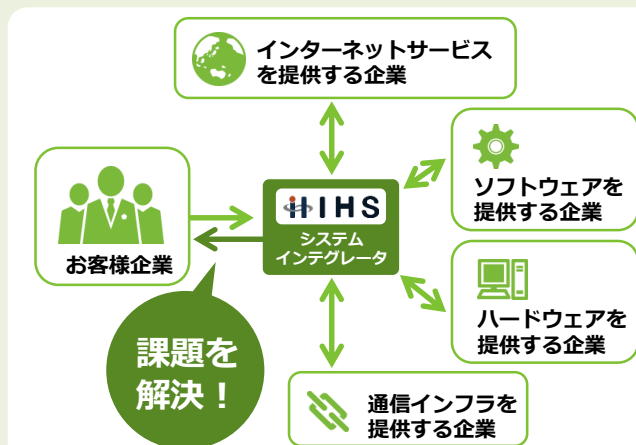 インターネットサービス
を提供する企業
ソフトウェアを
提供する企業
IHS
システム
インテグレータ
お客様企業
ハードウェアを
提供する企業
課題を
解決！
通信インフラを
提供する企業